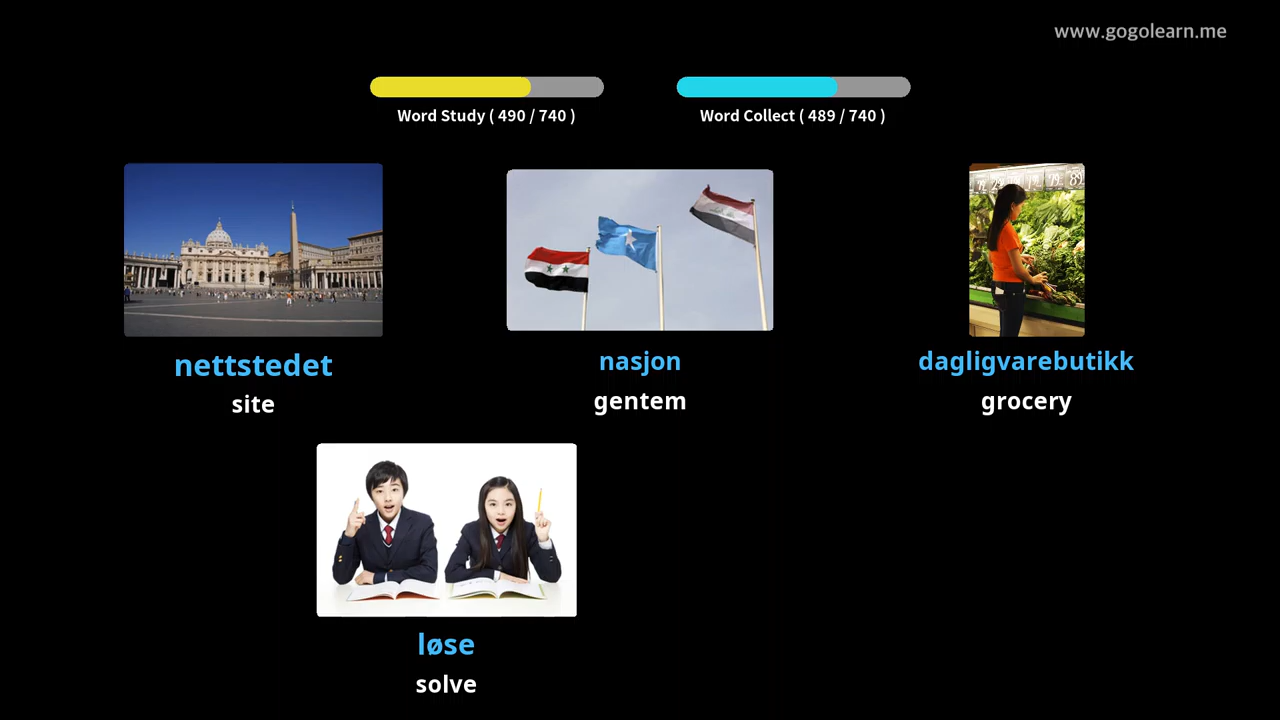 www.gogolearn.me
Word Study ( 490 / 740 )
Word Collect ( 489 / 740 )
nettstedet
site
nasjon
gentem
dagligvarebutikk
grocery
løse
solve